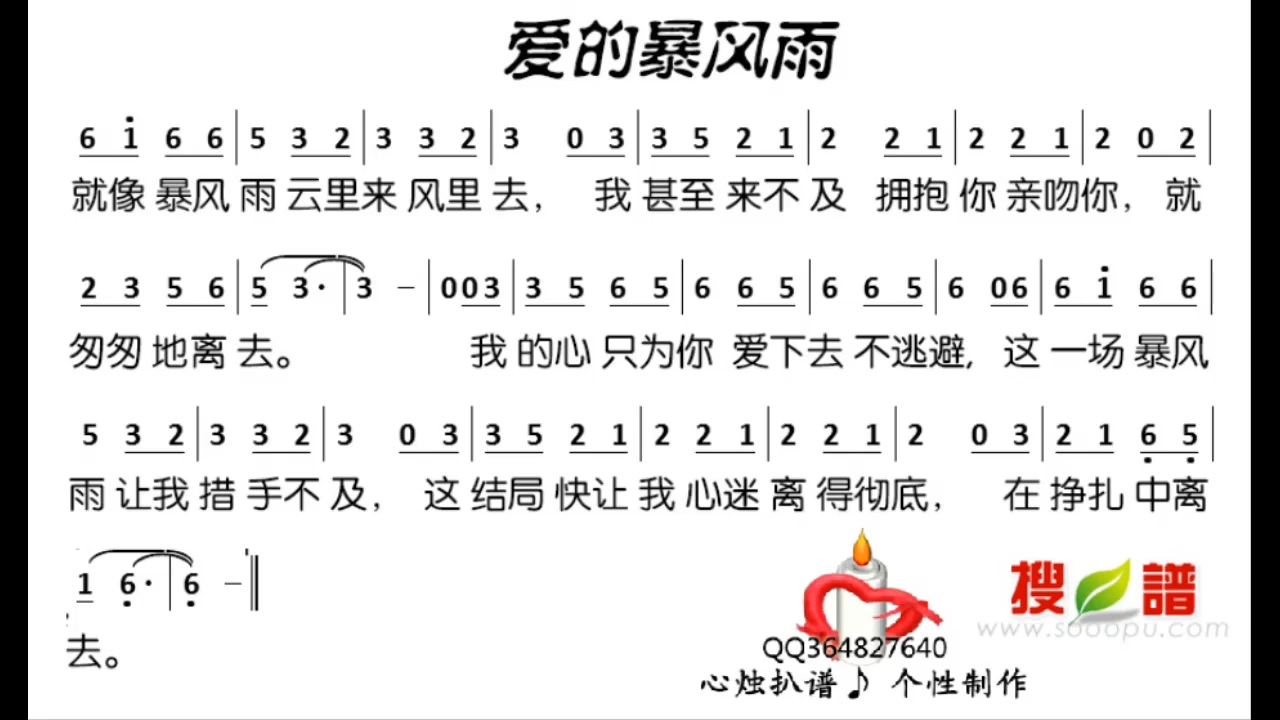 爱的暴风雨
6 1 6 6 | 5 3 2 | 3 3 2 | 3 0 3 | 3 5 2 1 | 2 2 1 | 2 2 1 | 2 0 2 |
就像暴风雨云里来风里去, 我甚至来不及 拥抱你亲吻你, 就
2 3 5 6 | 5 3· | 3 － | 0 0 3 | 3 5 6 5 | 6 6 5 | 6 6 5 | 6 0 6 | 6 1 6 6 |
匆匆地离去。 我的心只为你 爱下去不逃避, 这一场暴风
5 3 2 | 3 3 2 | 3 0 3 | 3 5 2 1 | 2 2 1 | 2 2 1 | 2 0 3 | 2 1 6 5 |
雨让我措手不及, 这结局快让我心迷离得彻底, 在挣扎中离
1 6· | 6 － ‖
去。
搜 譜
www.sooopu.com
QQ364827640
心烛扒谱♪ 个性制作